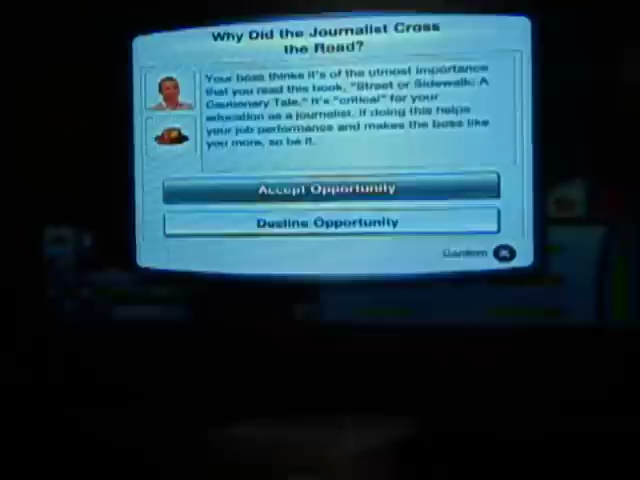 Why Did the Journalist Cross
the Road?
Your boss thinks it's of the utmost importance
that you read this book, "Street or Sidewalk: A
Cautionary Tale." It's "critical" for your
education as a journalist. If doing this helps
your job performance and makes the boss like
you more, so be it.
Accept Opportunity
Decline Opportunity
Confirm